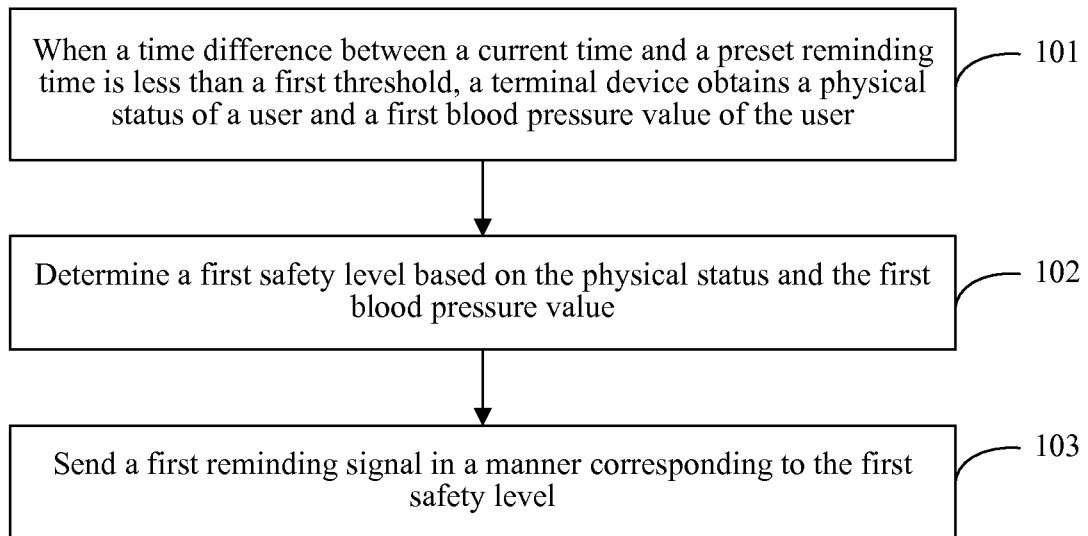 When a time difference between a current time and a preset reminding
time is less than a first threshold, a terminal device obtains a physical
status of a user and a first blood pressure value of the user
101
Determine a first safety level based on the physical status and the first
blood pressure value
102
Send a first reminding signal in a manner corresponding to the first
safety level
103